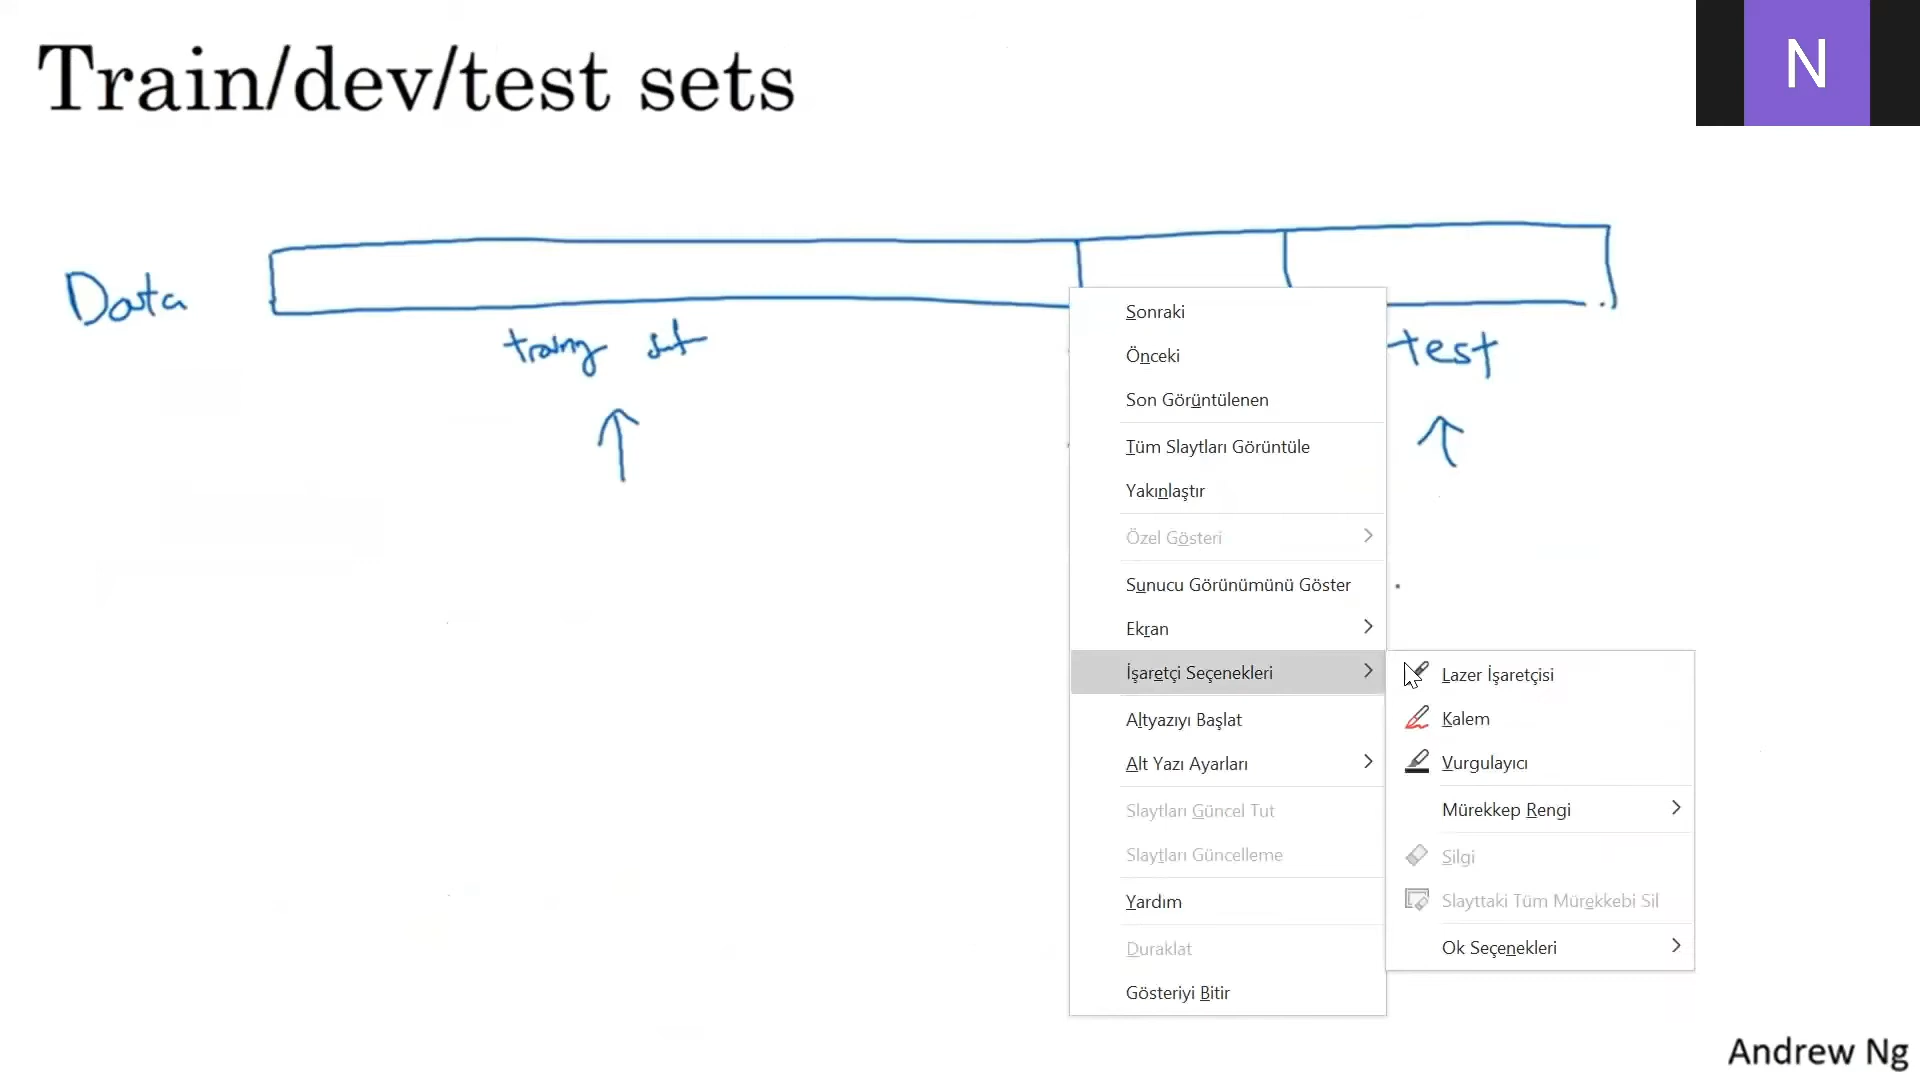 Train/dev/test sets
N
Data
traing set
test
Sonraki
Önceki
Son Görüntülenen
Tüm Slaytları Görüntüle
Yakınlaştır
Özel Gösteri
Sunucu Görünümünü Göster
Ekran
İşaretçi Seçenekleri
Altyazıyı Başlat
Alt Yazı Ayarları
Slaytları Güncel Tut
Slaytları Güncelleme
Yardım
Duraklat
Gösteriyi Bitir
Lazer İşaretçisi
Kalem
Vurgulayıcı
Mürekkep Rengi
Silgi
Slayttaki Tüm Mürekkebi Sil
Ok Seçenekleri
Andrew Ng